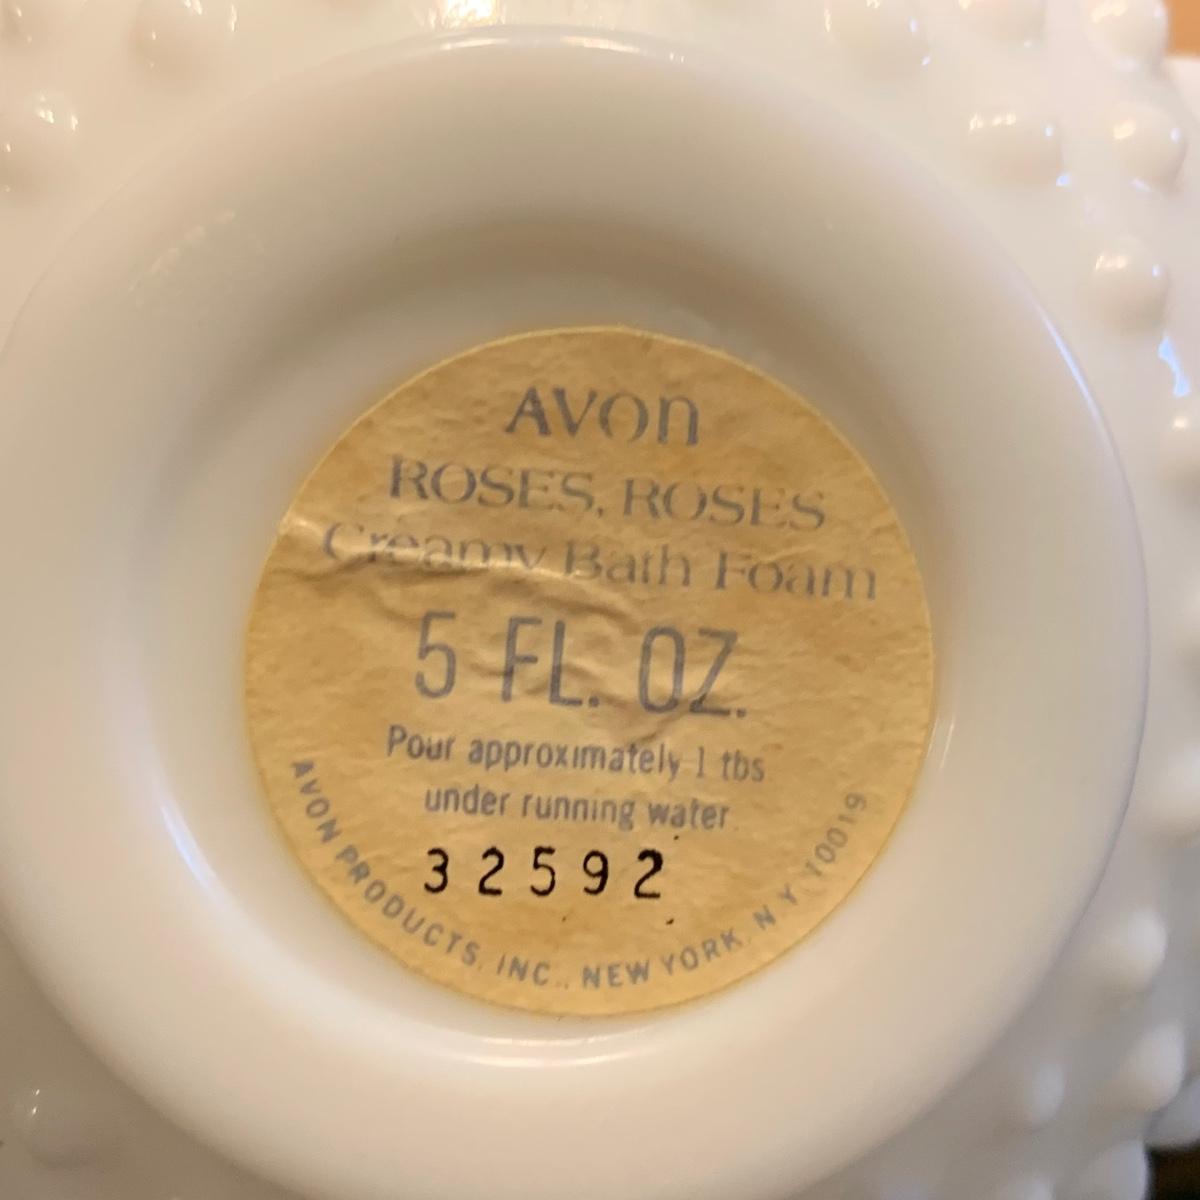 AVON
ROSES, ROSES
Creamy Bath Foam
5 FL. OZ.
Pour approximately 1 tbs.
under running water.
32592
AVON PRODUCTS, INC., NEW YORK, N.Y. 10019